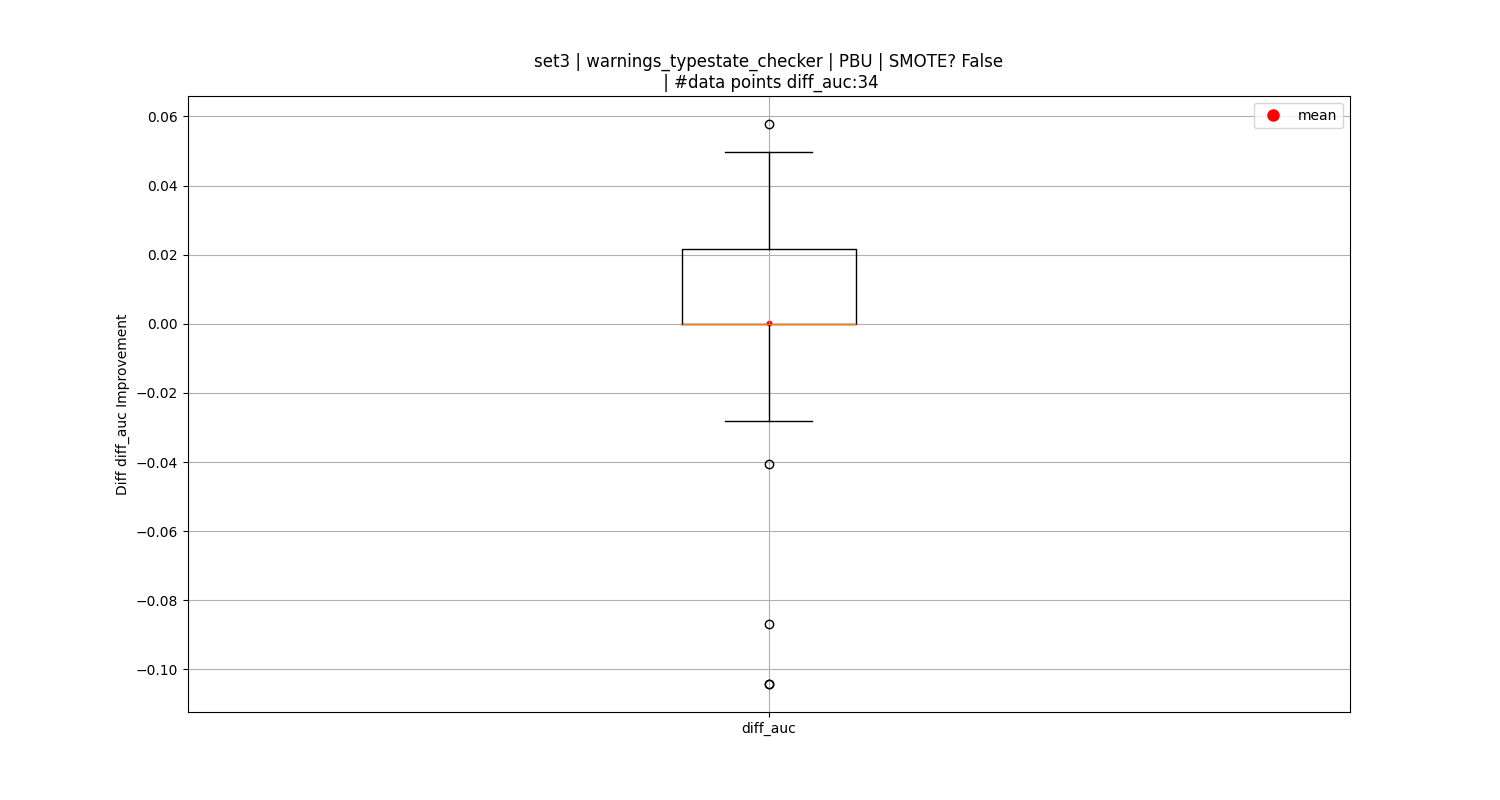 set3 | warnings_typestate_checker | PBU | SMOTE? False
| #data points diff_auc:34
mean
0.06
0.04
0.02
0.00
−0.02
−0.04
−0.06
−0.08
−0.10
Diff diff_auc Improvement
diff_auc